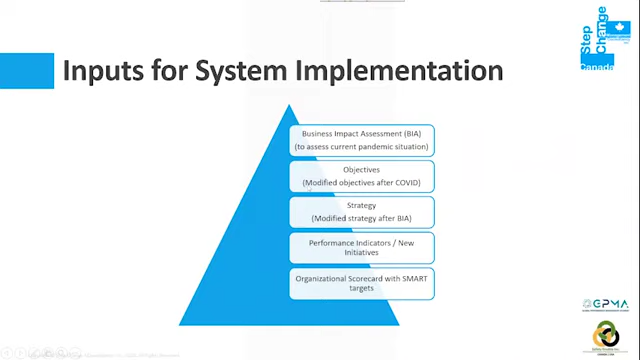 Step
Change
Canada
Inputs for System Implementation
Business Impact Assessment (BIA)
(to assess current pandemic situation)
Objectives
(Modified objectives after COVID)
Strategy
(Modified strategy after BIA)
Performance Indicators / New
Initiatives
Organizational Scorecard with SMART
targets
GPMA